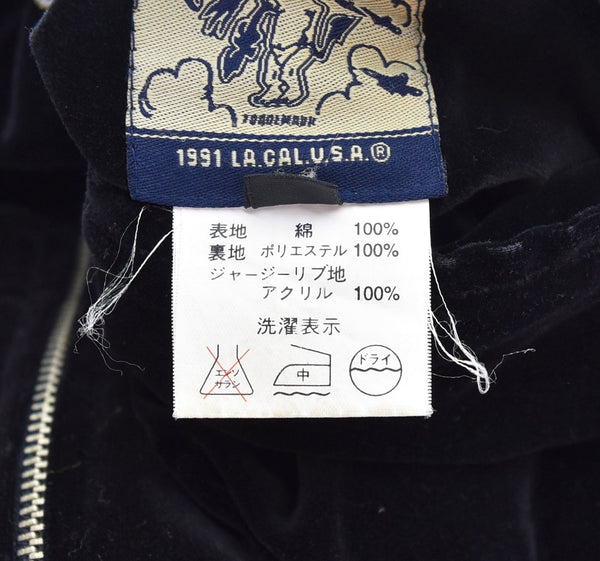 1991 LA.CAL.U.S.A.®
表地 綿 100%
裏地 ポリエステル 100%
ジャージーリブ地
アクリル 100%
洗濯表示
エンソ
サラシ
中
ドライ